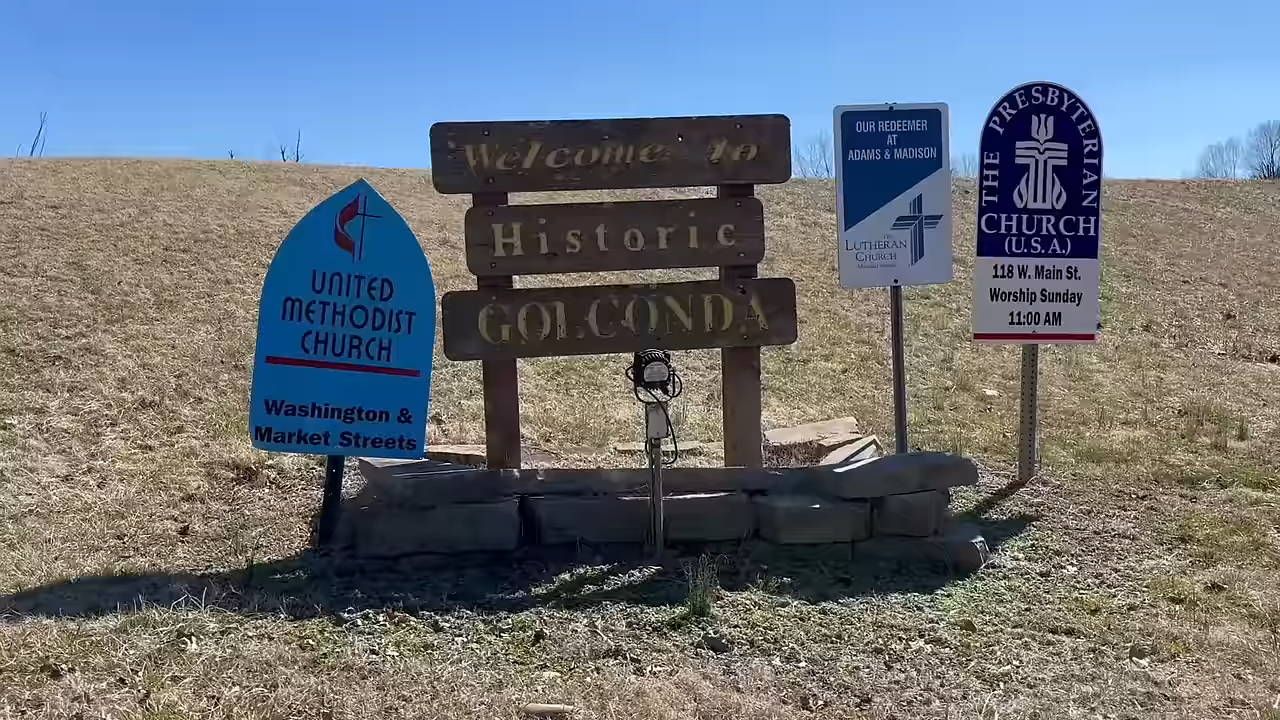 UNITED
METHODIST
CHURCH
Washington &
Market Streets
Welcome to
Historic
GOLCONDA
OUR REDEEMER
AT
ADAMS & MADISON
LUTHERAN
CHURCH
THE PRESBYTERIAN
CHURCH
(U.S.A.)
118 W. Main St.
Worship Sunday
11:00 AM